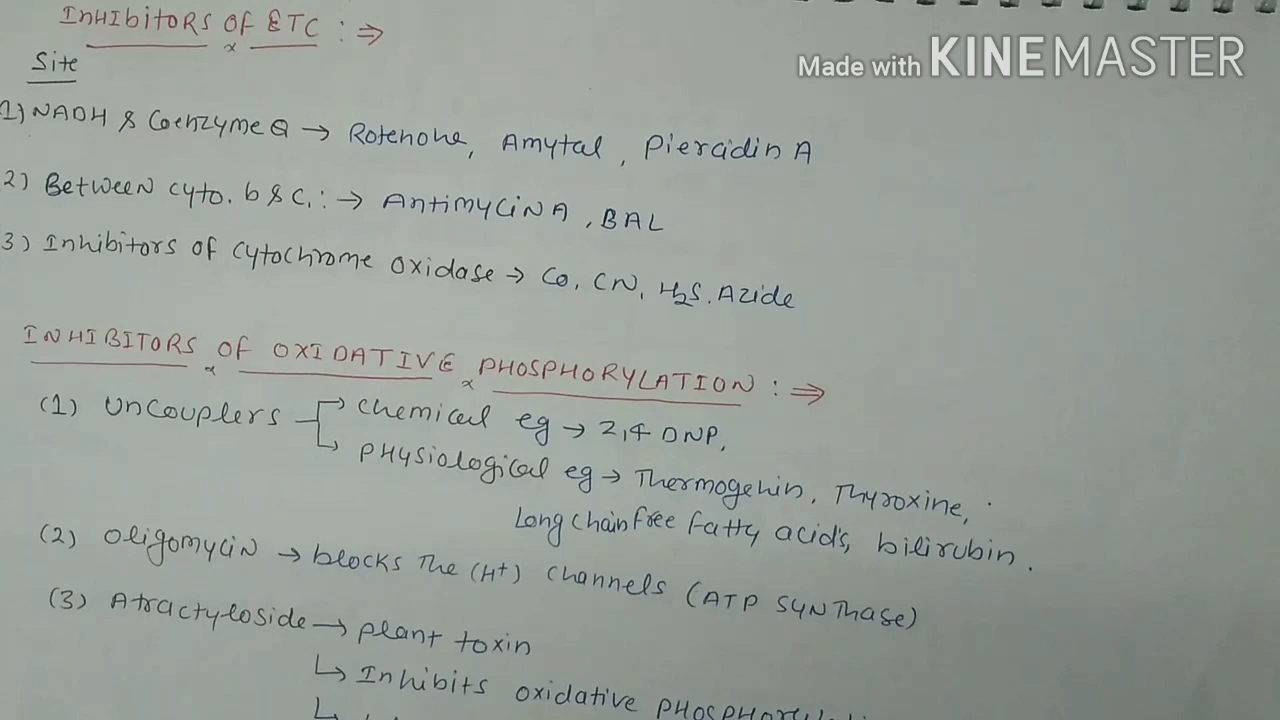 INHIBITORS OF ETC : ⇒
Made with KINEMASTER
Site
1) NADH & Coenzyme Q → Rotenone, Amytal, Piericidin A
2) Between cyto. b & C₁ : → Antimycin A, BAL
3) Inhibitors of cytochrome oxidase → CO, CN, H₂S. Azide
INHIBITORS OF OXIDATIVE PHOSPHORYLATION : ⇒
(1) Uncouplers → chemical eg → 2,4 DNP,
↳ PHysiological eg → Thermogenin, Thyroxine,
Long chain free fatty acid's, bilirubin.
(2) Oligomycin → blocks The (H⁺) channels (ATP SYNThase)
(3) Atractyloside → plant toxin
↳ Inhibits oxidative